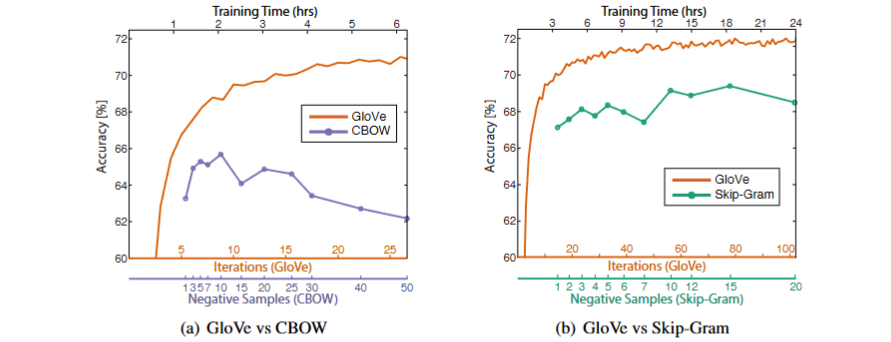 Training Time (hrs)
1 2 3 4 5 6
72
70
68
66
64
62
60
Accuracy [%]
GloVe
CBOW
5 10 15 20 25
Iterations (GloVe)
1 3 5 7 10 15 20 25 30 40 50
Negative Samples (CBOW)
(a) GloVe vs CBOW
Training Time (hrs)
3 6 9 12 15 18 21 24
72
70
68
66
64
62
60
Accuracy [%]
GloVe
Skip-Gram
20 40 60 80 100
Iterations (GloVe)
1 2 3 4 5 6 7 10 12 15 20
Negative Samples (Skip-Gram)
(b) GloVe vs Skip-Gram